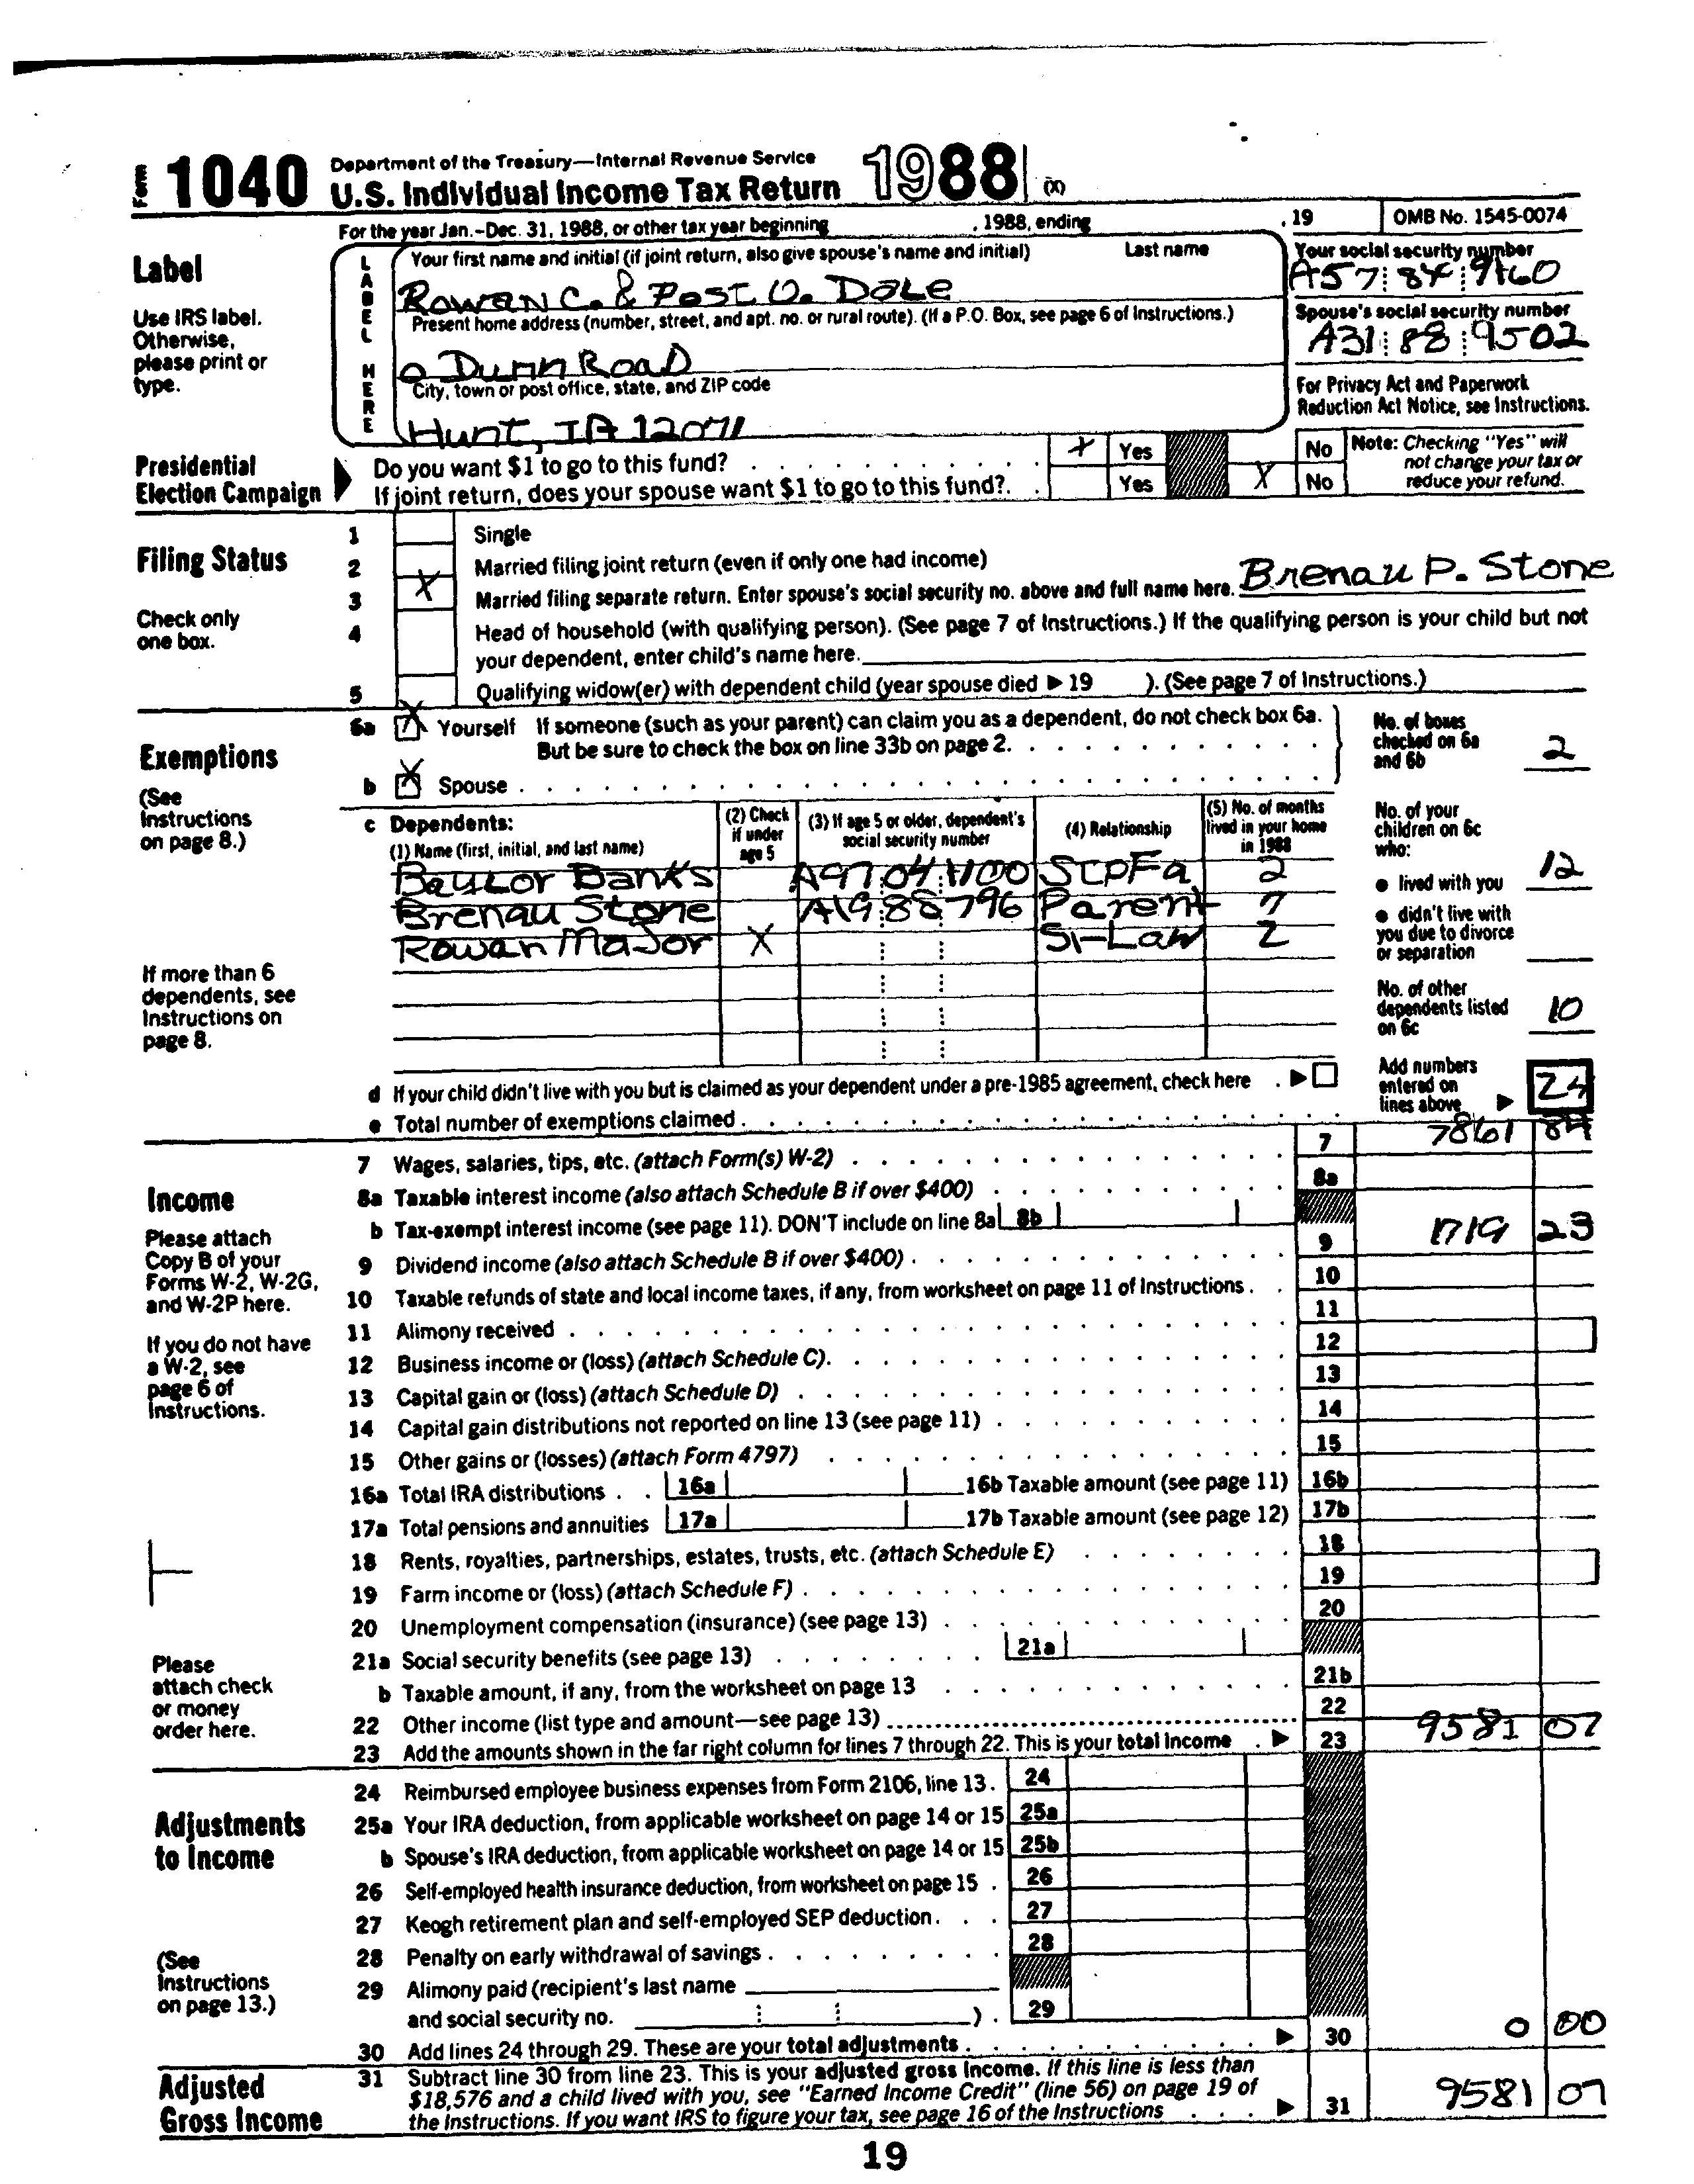 Form 1040 Department of the Treasury—Internal Revenue Service
U.S. Individual Income Tax Return 1988 (X)
For the year Jan.-Dec. 31, 1988, or other tax year beginning , 1988, ending , 19 OMB No. 1545-0074
Label
Use IRS label. Otherwise, please print or type.
LABEL HERE
Your first name and initial (if joint return, also give spouse's name and initial) Last name
Rowan C. & Post O. Dale
Your social security number
A57 84 9160
Present home address (number, street, and apt. no. or rural route). (If a P.O. Box, see page 6 of Instructions.)
0 Dunn Road
Spouse's social security number
A31 88 9502
City, town or post office, state, and ZIP code
Hunt, IA 12071
For Privacy Act and Paperwork Reduction Act Notice, see Instructions.
Presidential Election Campaign
Do you want $1 to go to this fund? X Yes No
If joint return, does your spouse want $1 to go to this fund? Yes X No
Note: Checking "Yes" will not change your tax or reduce your refund.
Filing Status
Check only one box.
1 Single
2 Married filing joint return (even if only one had income)
X
3 Married filing separate return. Enter spouse's social security no. above and full name here. Brenau P. Stone
4 Head of household (with qualifying person). (See page 7 of Instructions.) If the qualifying person is your child but not
your dependent, enter child's name here.
5 Qualifying widow(er) with dependent child (year spouse died ▶ 19 ). (See page 7 of Instructions.)
Exemptions
(See Instructions on page 8.)
6a X Yourself If someone (such as your parent) can claim you as a dependent, do not check box 6a.
But be sure to check the box on line 33b on page 2.
b X Spouse
No. of boxes checked on 6a and 6b 2
c Dependents:
(1) Name (first, initial, and last name)
(2) Check if under age 5
(3) If age 5 or older, dependent's social security number
(4) Relationship
(5) No. of months lived in your home in 1988
Baylor Banks A97 04 1100 StpFa 2
Brenau Stone A19 88 796 Parent 7
Rowan Major X Si-Law 2
If more than 6 dependents, see Instructions on page 8.
No. of your children on 6c who:
● lived with you 12
● didn't live with you due to divorce or separation
No. of other dependents listed on 6c 10
d If your child didn't live with you but is claimed as your dependent under a pre-1985 agreement, check here ▶
e Total number of exemptions claimed
Add numbers entered on lines above ▶ 24
Income
Please attach Copy B of your Forms W-2, W-2G, and W-2P here.
If you do not have a W-2, see page 6 of Instructions.
Please attach check or money order here.
7 Wages, salaries, tips, etc. (attach Form(s) W-2) 7 7861 84
8a Taxable interest income (also attach Schedule B if over $400) 8a
b Tax-exempt interest income (see page 11). DON'T include on line 8a 8b
9 Dividend income (also attach Schedule B if over $400) 9 1719 23
10 Taxable refunds of state and local income taxes, if any, from worksheet on page 11 of Instructions 10
11 Alimony received 11
12 Business income or (loss) (attach Schedule C) 12
13 Capital gain or (loss) (attach Schedule D) 13
14 Capital gain distributions not reported on line 13 (see page 11) 14
15 Other gains or (losses) (attach Form 4797) 15
16a Total IRA distributions 16a 16b Taxable amount (see page 11) 16b
17a Total pensions and annuities 17a 17b Taxable amount (see page 12) 17b
18 Rents, royalties, partnerships, estates, trusts, etc. (attach Schedule E) 18
19 Farm income or (loss) (attach Schedule F) 19
20 Unemployment compensation (insurance) (see page 13) 20
21a Social security benefits (see page 13) 21a
b Taxable amount, if any, from the worksheet on page 13 21b
22 Other income (list type and amount—see page 13) 22
23 Add the amounts shown in the far right column for lines 7 through 22. This is your total income ▶ 23 9581 07
Adjustments to Income
(See Instructions on page 13.)
24 Reimbursed employee business expenses from Form 2106, line 13 24
25a Your IRA deduction, from applicable worksheet on page 14 or 15 25a
b Spouse's IRA deduction, from applicable worksheet on page 14 or 15 25b
26 Self-employed health insurance deduction, from worksheet on page 15 26
27 Keogh retirement plan and self-employed SEP deduction 27
28 Penalty on early withdrawal of savings 28
29 Alimony paid (recipient's last name
and social security no. ) 29
30 Add lines 24 through 29. These are your total adjustments ▶ 30 0 00
Adjusted Gross Income
31 Subtract line 30 from line 23. This is your adjusted gross income. If this line is less than
$18,576 and a child lived with you, see "Earned Income Credit" (line 56) on page 19 of
the Instructions. If you want IRS to figure your tax, see page 16 of the Instructions ▶ 31 9581 07
19